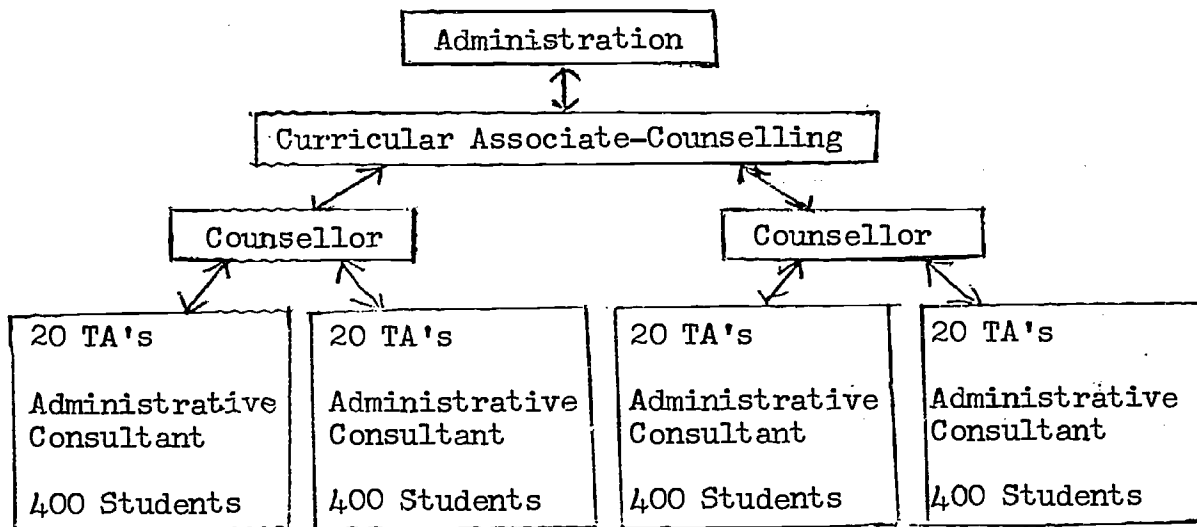 Administration
Curricular Associate-Counselling
Counsellor
Counsellor
20 TA's
Administrative
Consultant
400 Students
20 TA's
Administrative
Consultant
400 Students
20 TA's
Administrative
Consultant
400 Students
20 TA's
Administrative
Consultant
400 Students